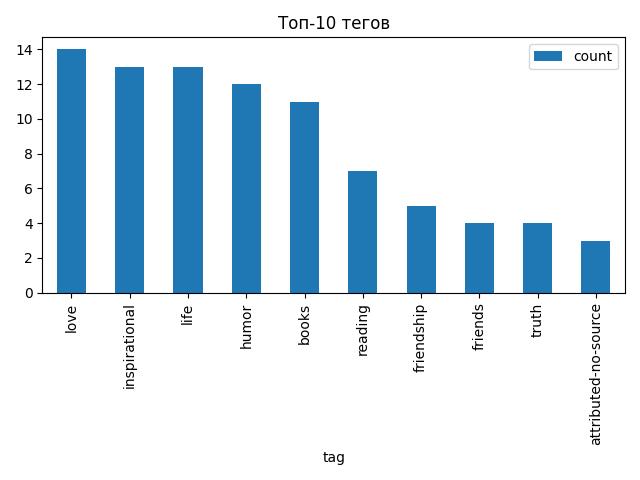 Топ-10 тегов
count
14
12
10
8
6
4
2
0
love
inspirational
life
humor
books
reading
friendship
friends
truth
attributed-no-source
tag